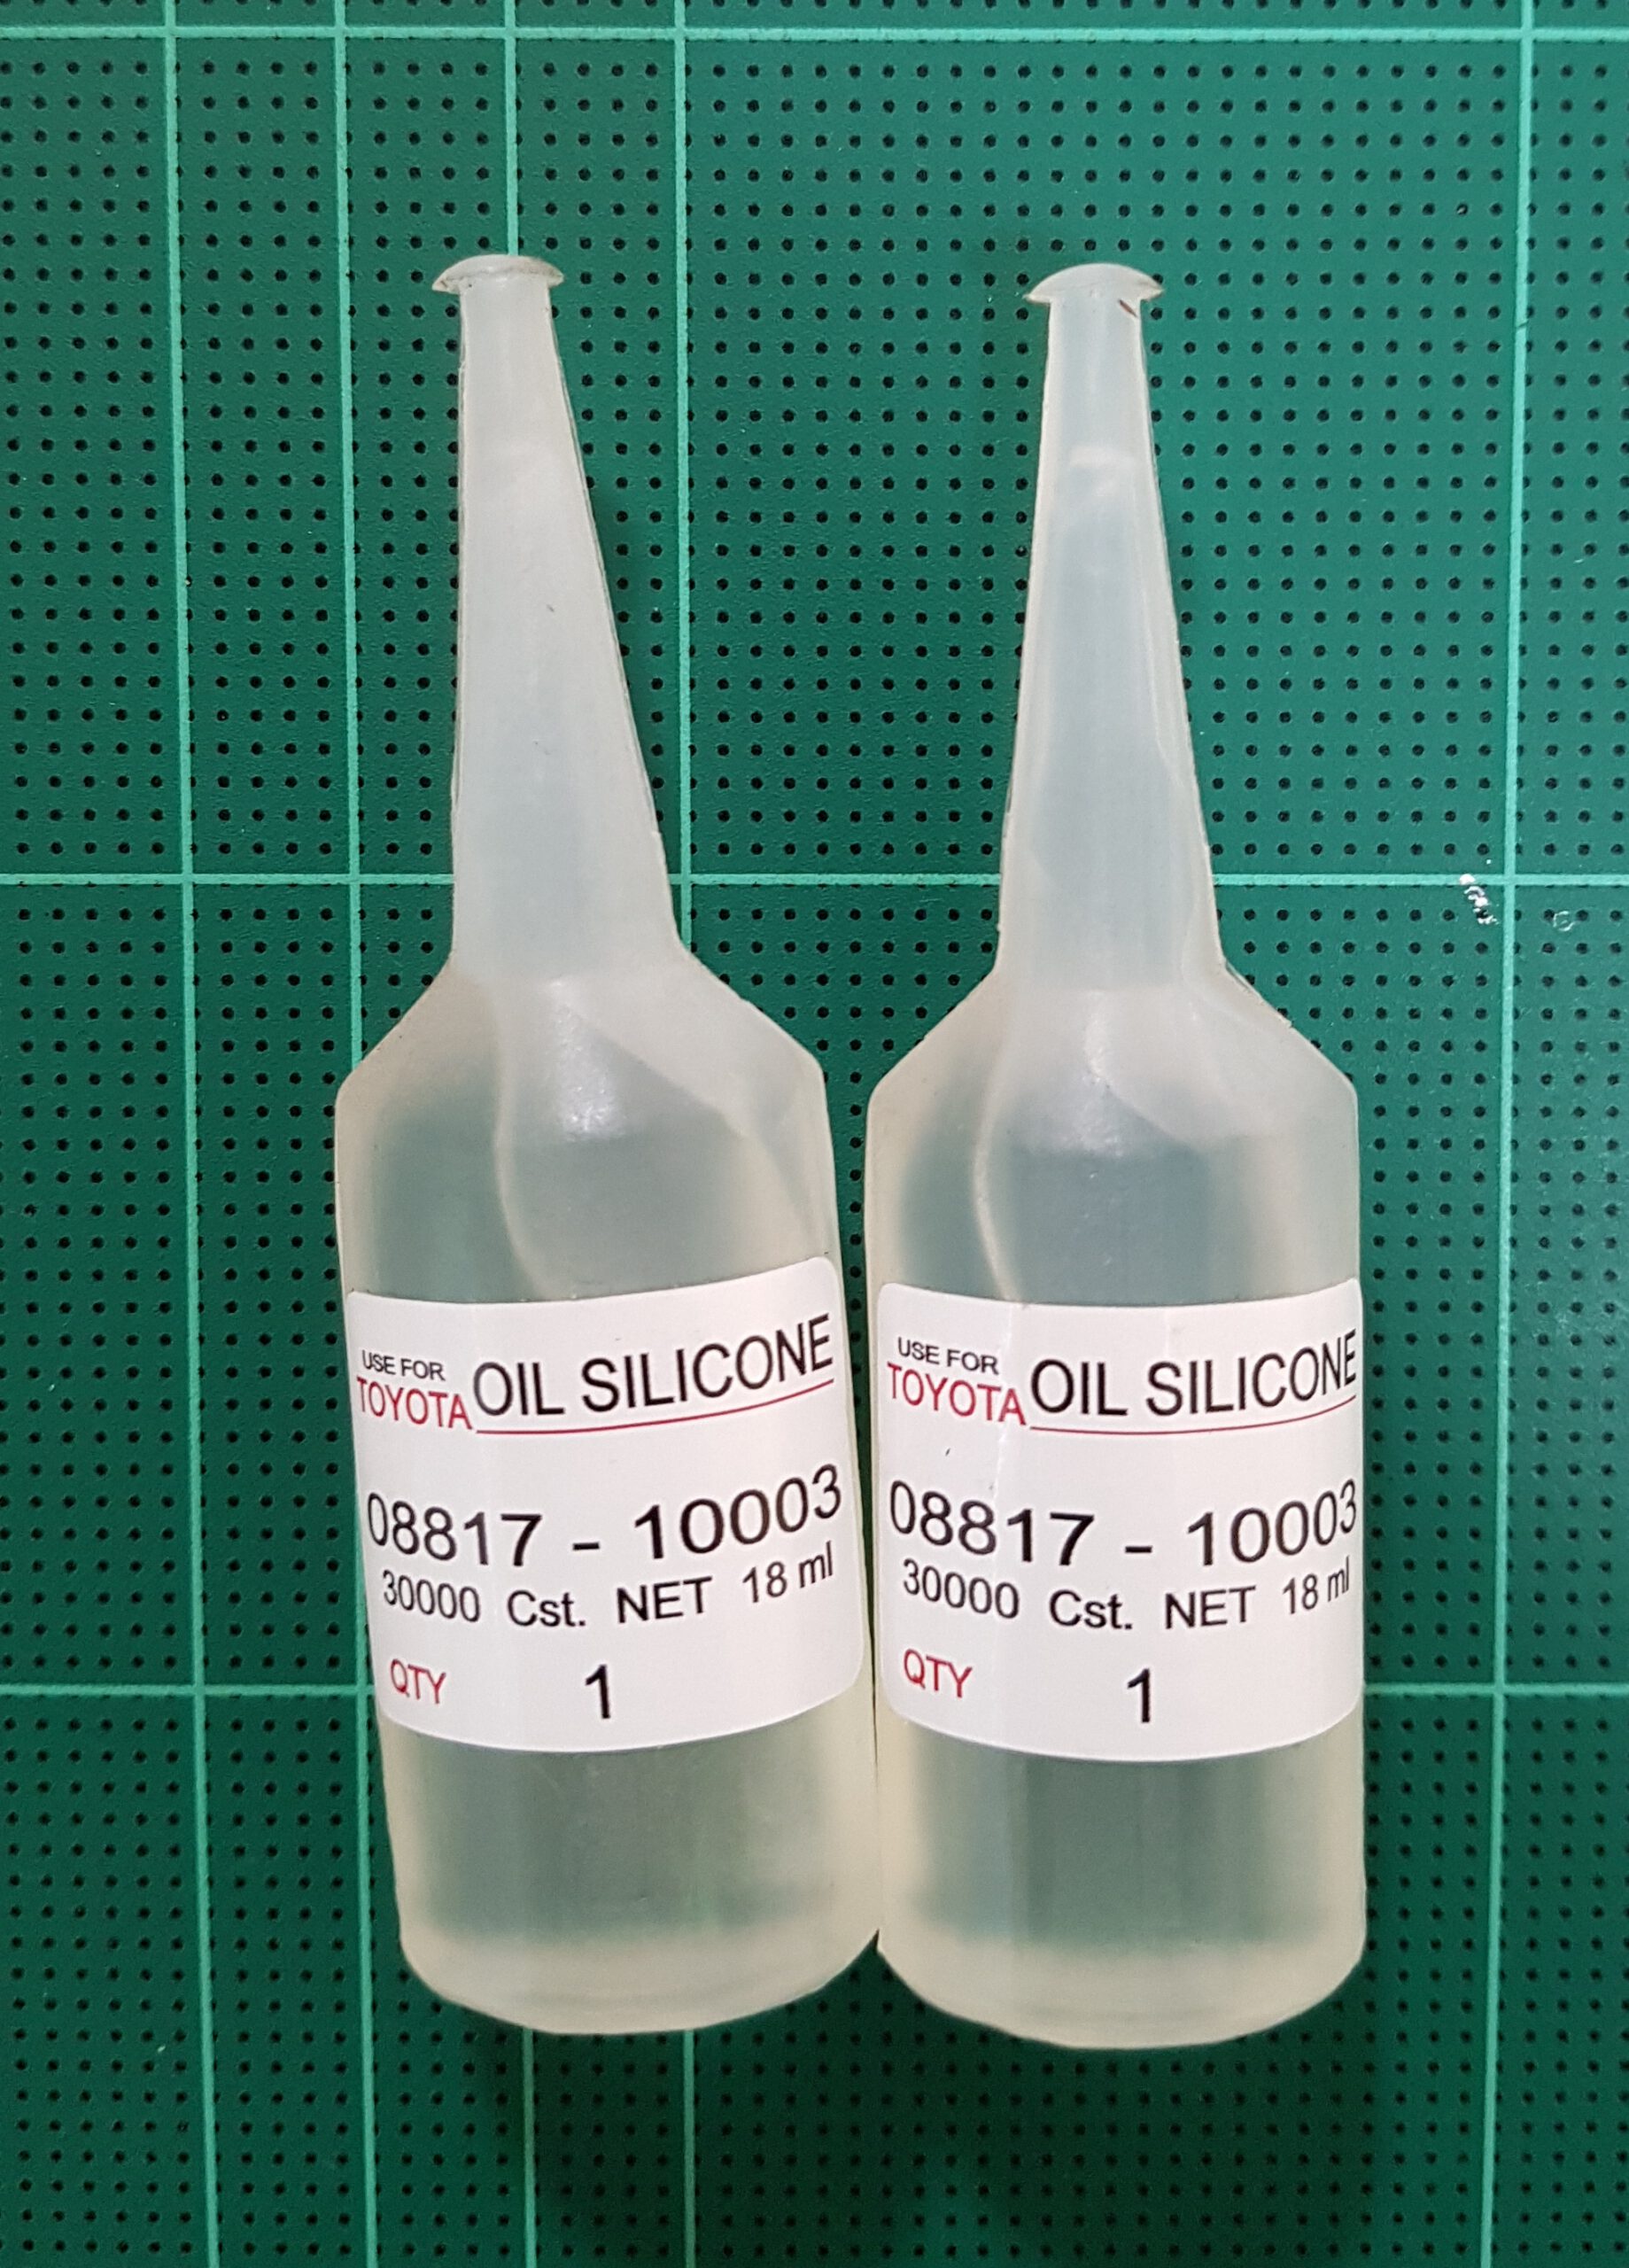 USE FOR
TOYOTA OIL SILICONE
08817 - 10003
30000 Cst. NET 18 ml
QTY 1
USE FOR
TOYOTA OIL SILICONE
08817 - 10003
30000 Cst. NET 18 ml
QTY 1